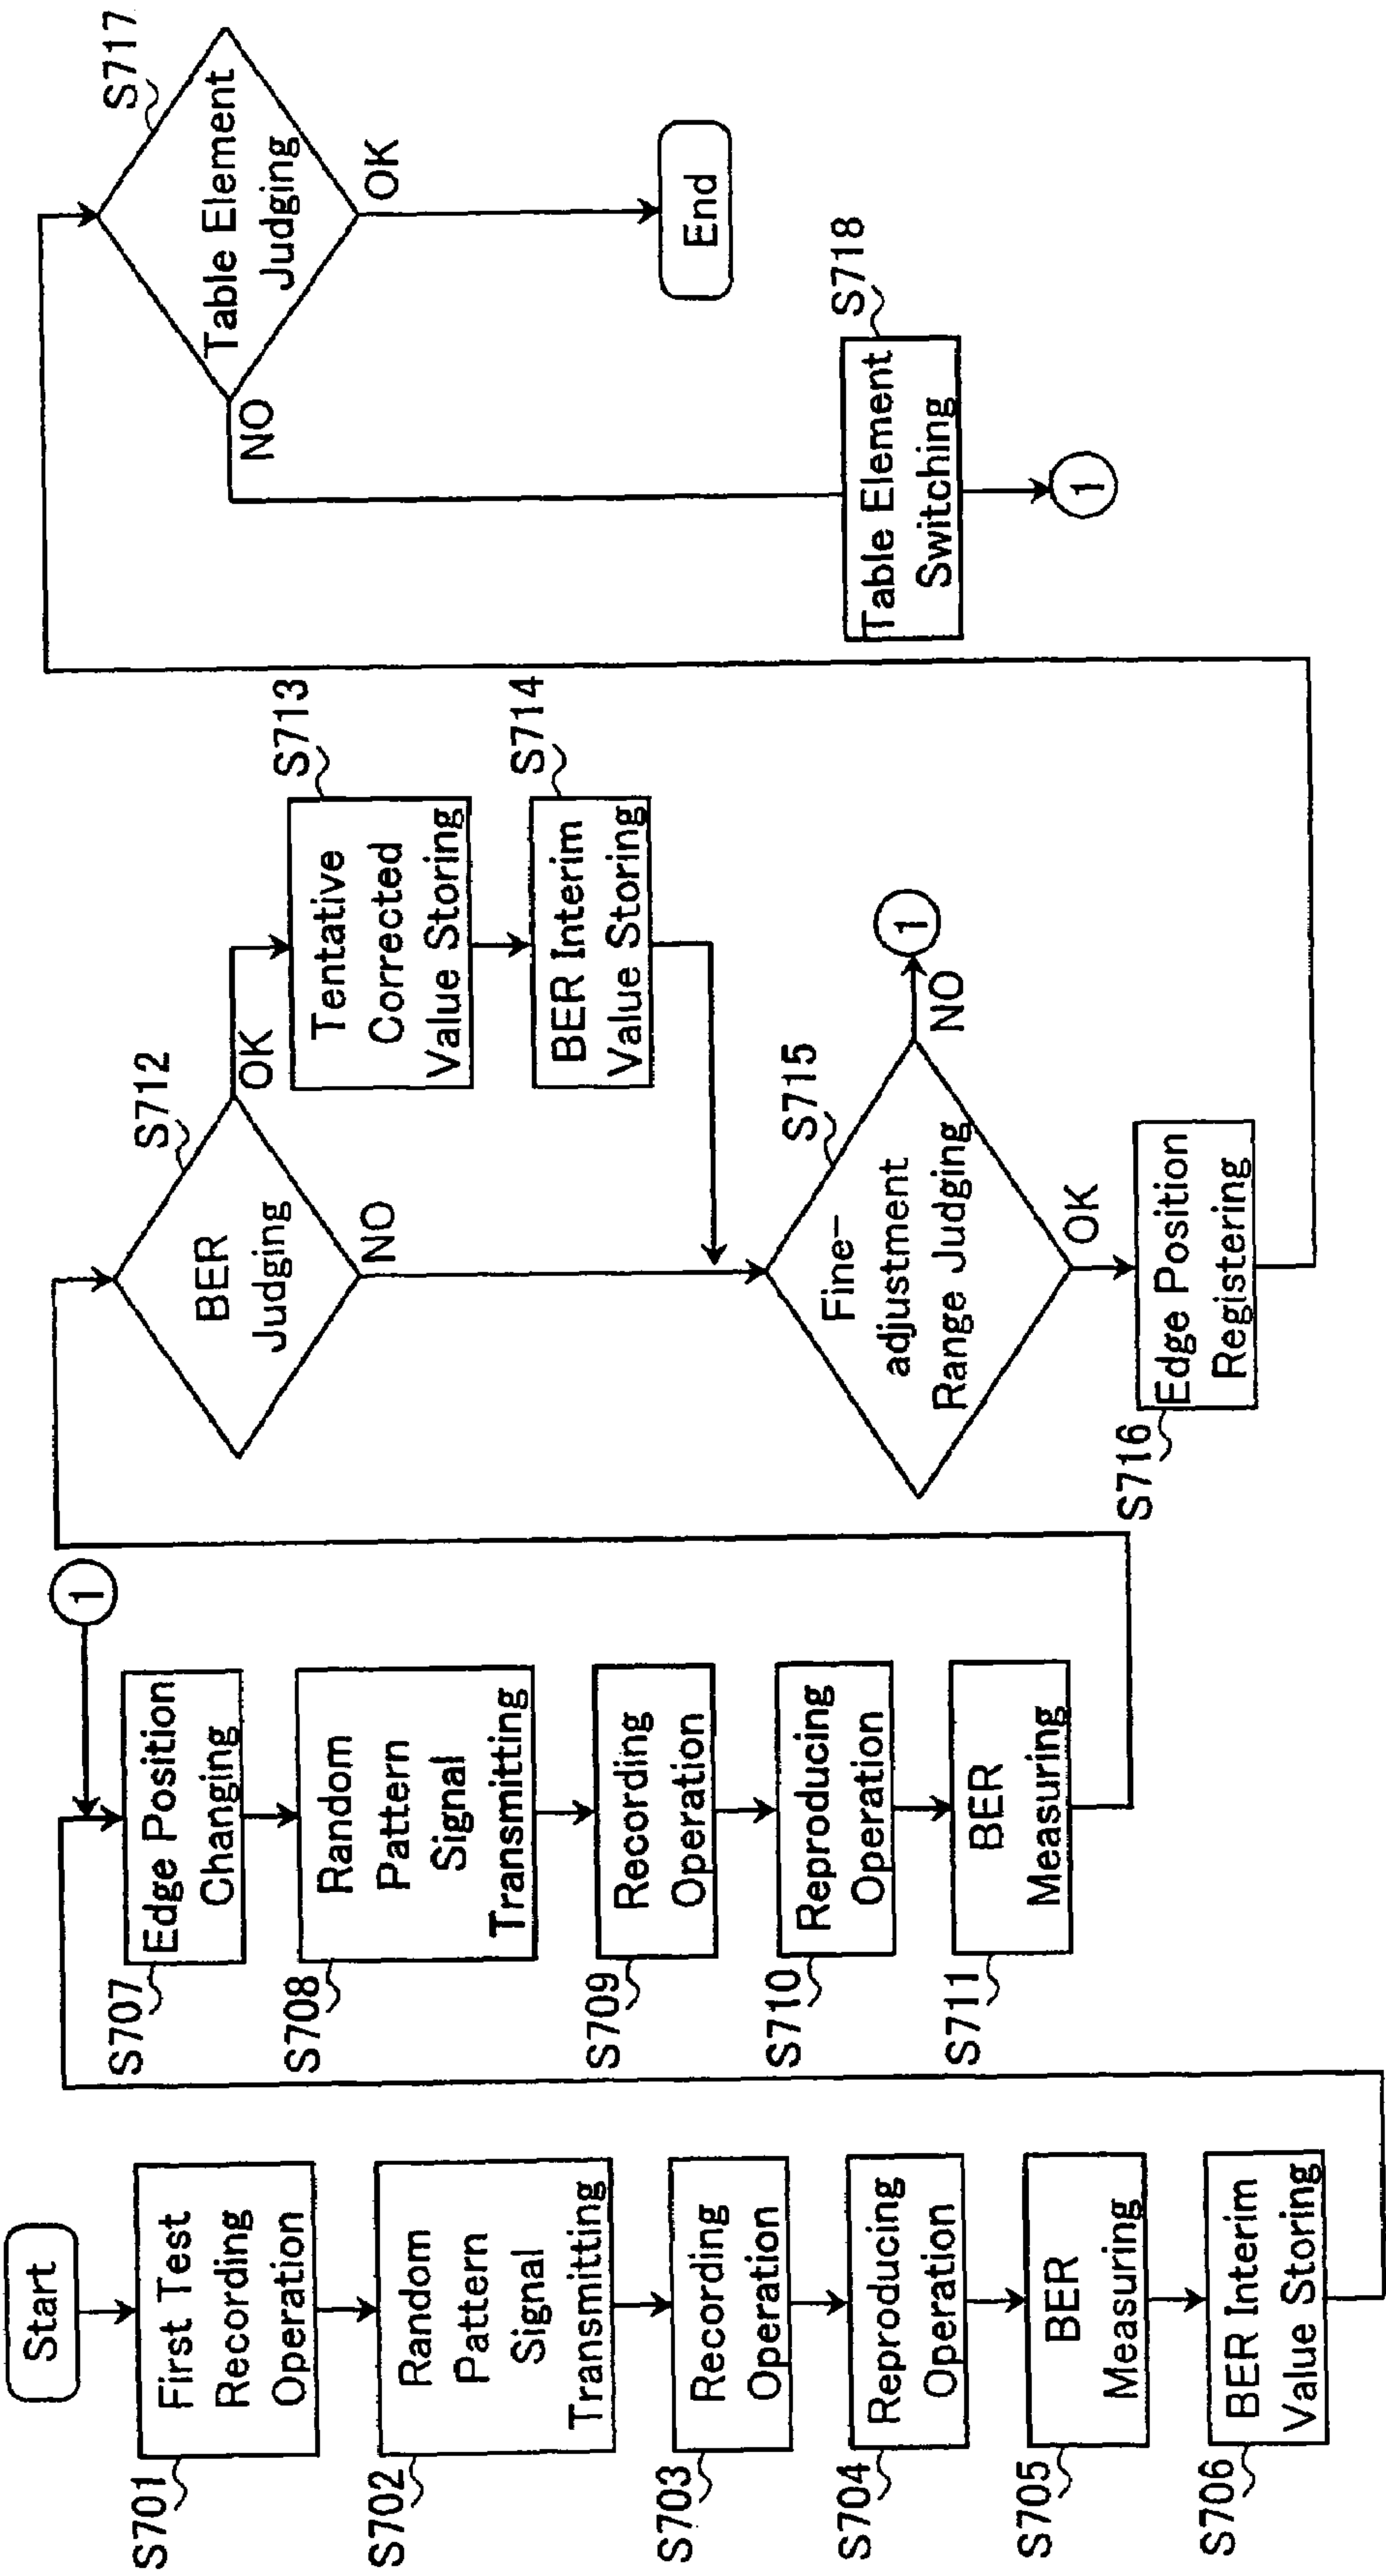 Start
S701
First Test
Recording
Operation
S702
Random
Pattern
Signal
Transmitting
S703
Recording
Operation
S704
Reproducing
Operation
S705
BER
Measuring
S706
BER Interim
Value Storing
1
S707
Edge Position
Changing
S708
Random
Pattern
Signal
Transmitting
S709
Recording
Operation
S710
Reproducing
Operation
S711
BER
Measuring
S712
BER
Judging
OK
NO
S713
Tentative
Corrected
Value Storing
S714
BER Interim
Value Storing
S715
Fine-
adjustment
Range Judging
NO
1
OK
S716
Edge Position
Registering
S717
Table Element
Judging
NO
OK
End
S718
Table Element
Switching
1